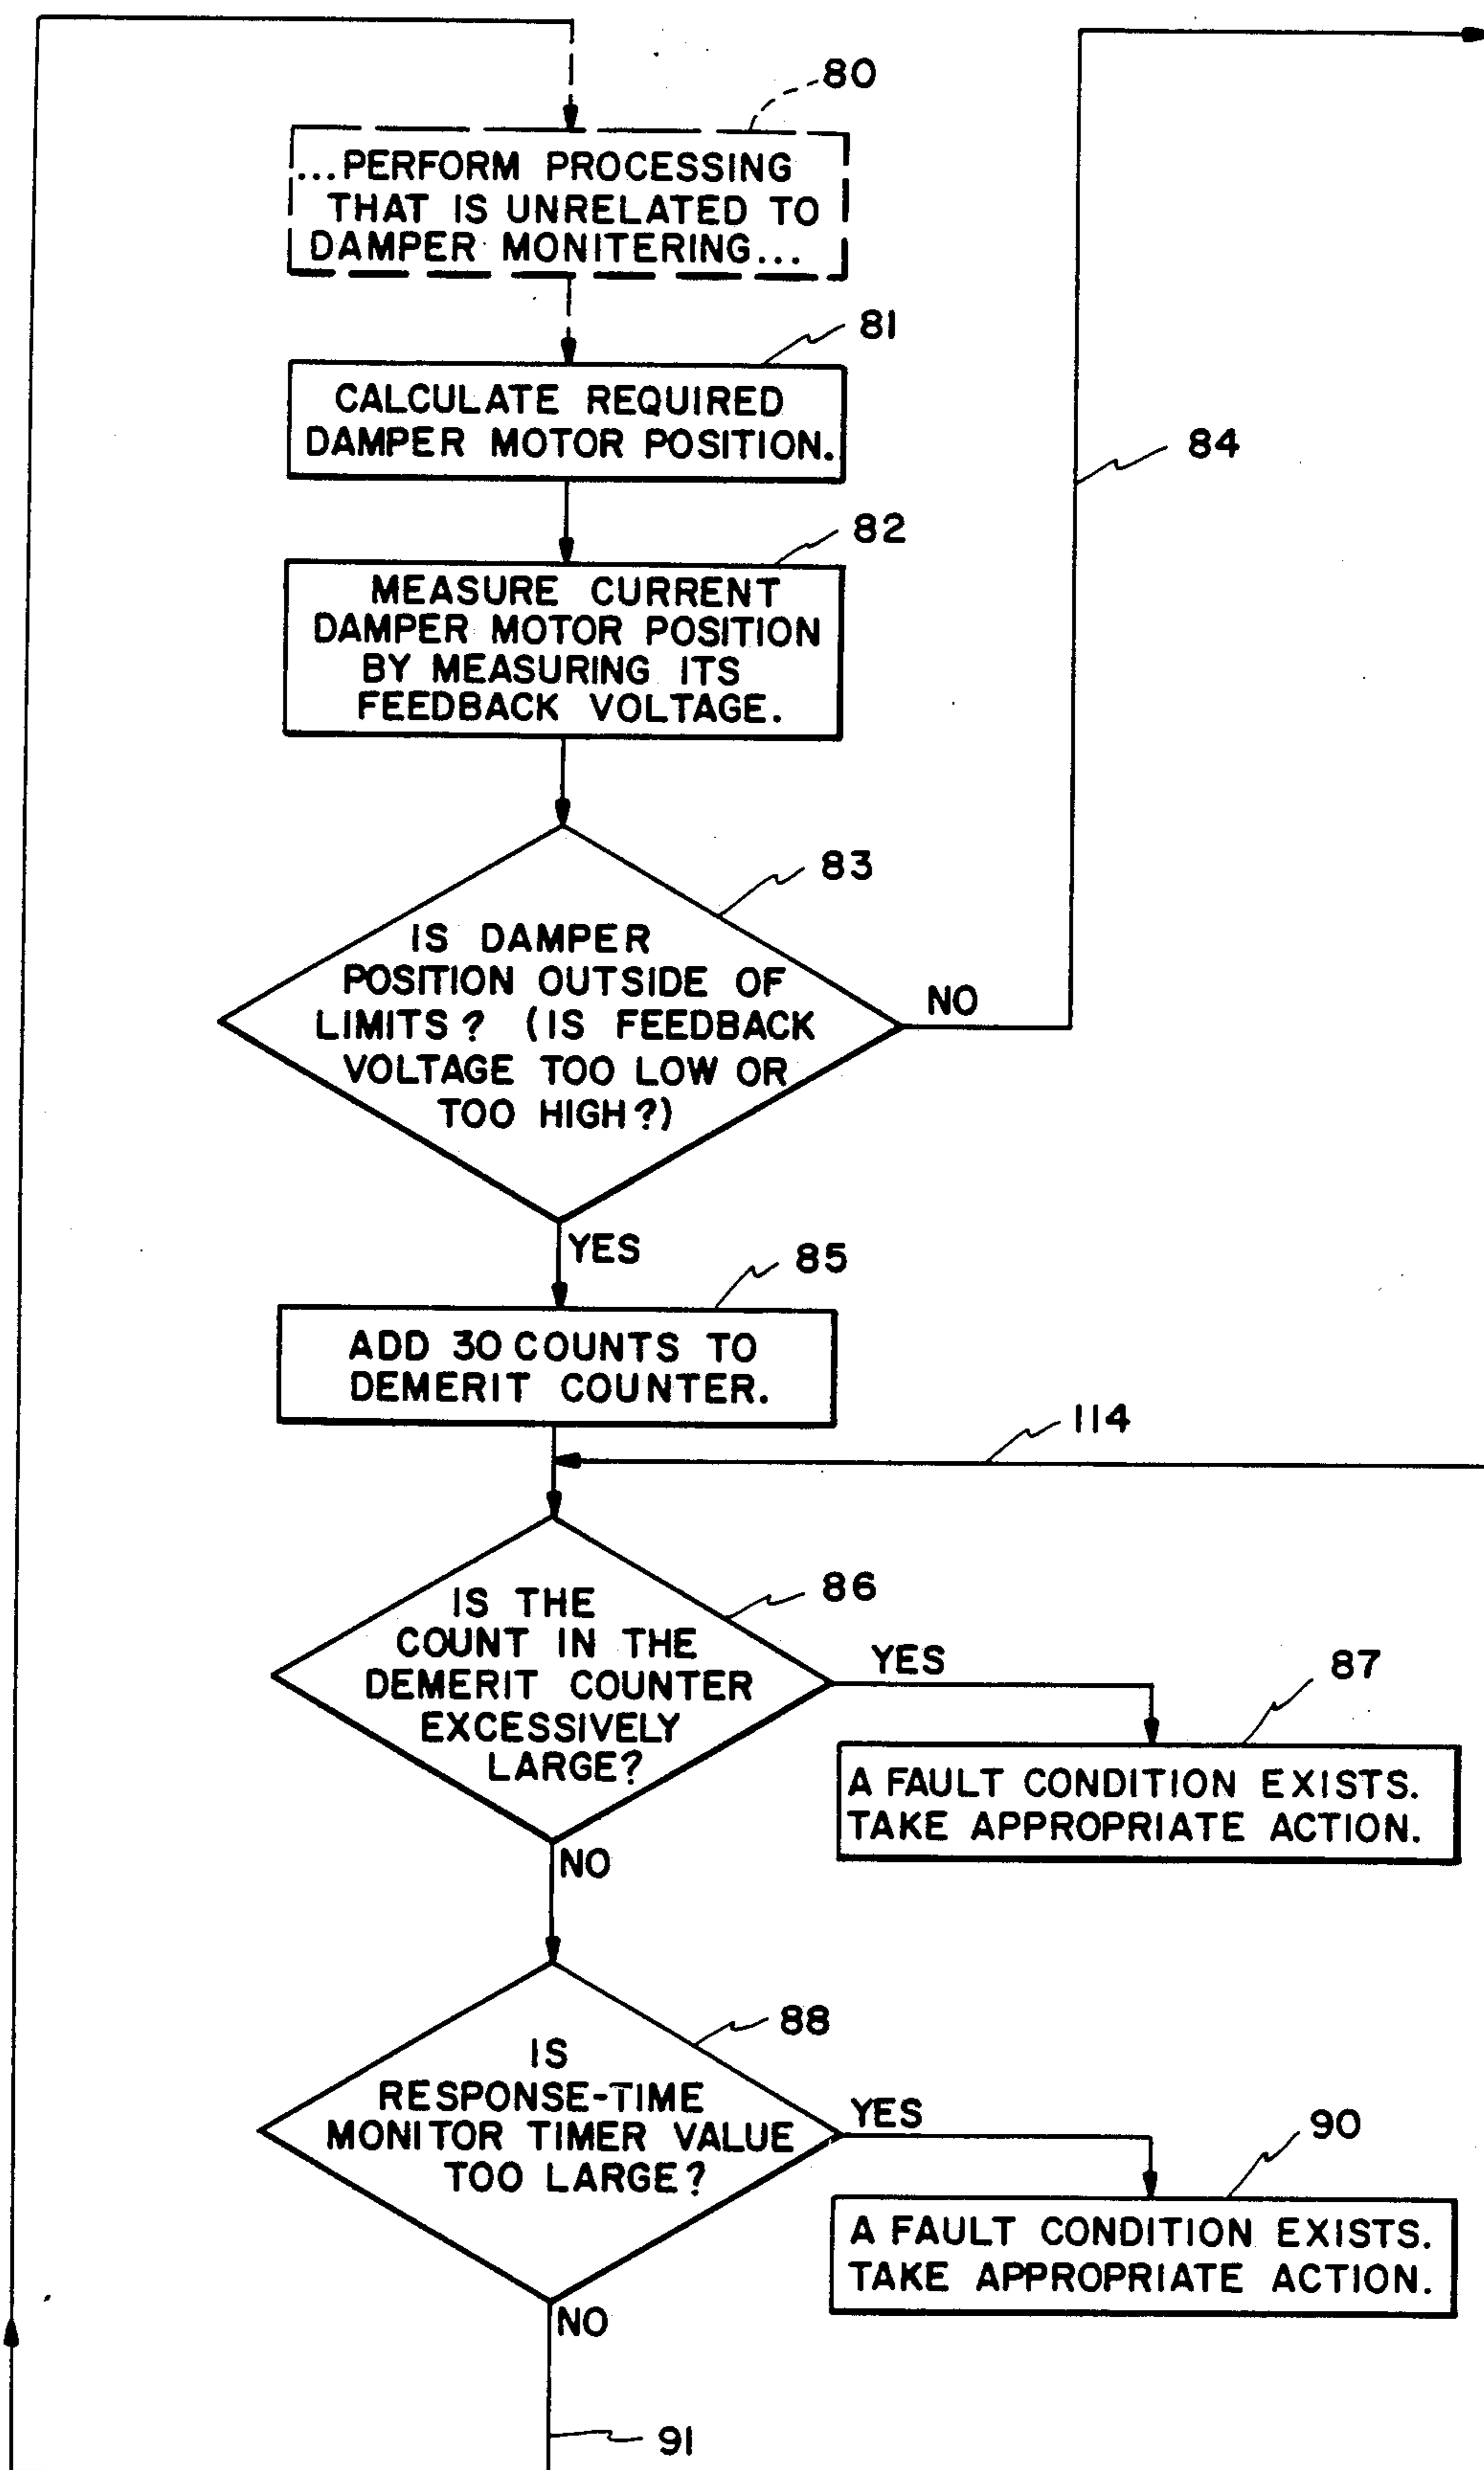 80
...PERFORM PROCESSING
THAT IS UNRELATED TO
DAMPER MONITERING...
81
CALCULATE REQUIRED
DAMPER MOTOR POSITION.
84
82
MEASURE CURRENT
DAMPER MOTOR POSITION
BY MEASURING ITS
FEEDBACK VOLTAGE.
83
IS DAMPER
POSITION OUTSIDE OF
LIMITS? (IS FEEDBACK
VOLTAGE TOO LOW OR
TOO HIGH?)
NO
YES
85
ADD 30 COUNTS TO
DEMERIT COUNTER.
114
86
IS THE
COUNT IN THE
DEMERIT COUNTER
EXCESSIVELY
LARGE?
YES
87
A FAULT CONDITION EXISTS.
TAKE APPROPRIATE ACTION.
NO
88
IS
RESPONSE-TIME
MONITOR TIMER VALUE
TOO LARGE?
YES
90
A FAULT CONDITION EXISTS.
TAKE APPROPRIATE ACTION.
NO
91